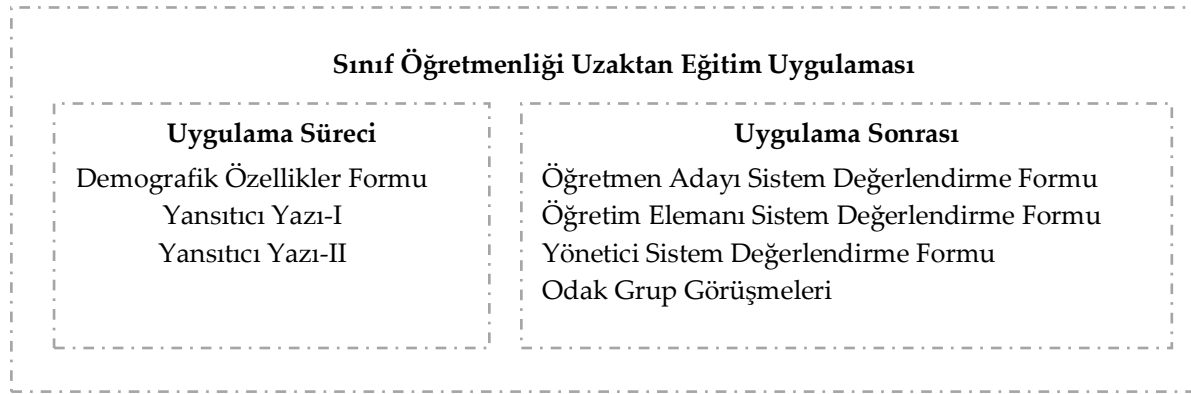 Sınıf Öğretmenliği Uzaktan Eğitim Uygulaması
Uygulama Süreci
Demografik Özellikler Formu
Yansıtıcı Yazı-I
Yansıtıcı Yazı-II
Uygulama Sonrası
Öğretmen Adayı Sistem Değerlendirme Formu
Öğretim Elemanı Sistem Değerlendirme Formu
Yönetici Sistem Değerlendirme Formu
Odak Grup Görüşmeleri